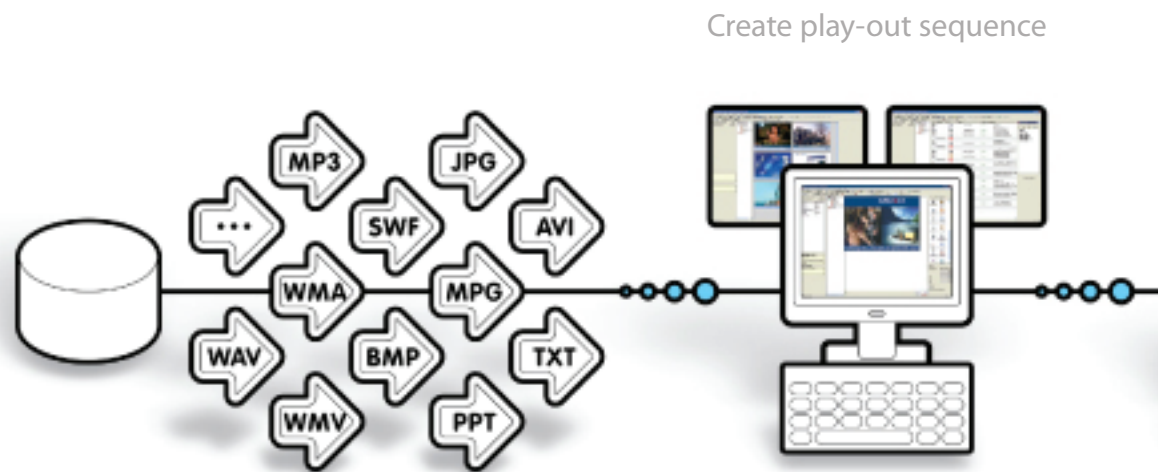 Create play-out sequence
MP3
JPG
...
SWF
AVI
WMA
MPG
WAV
BMP
TXT
WMV
PPT